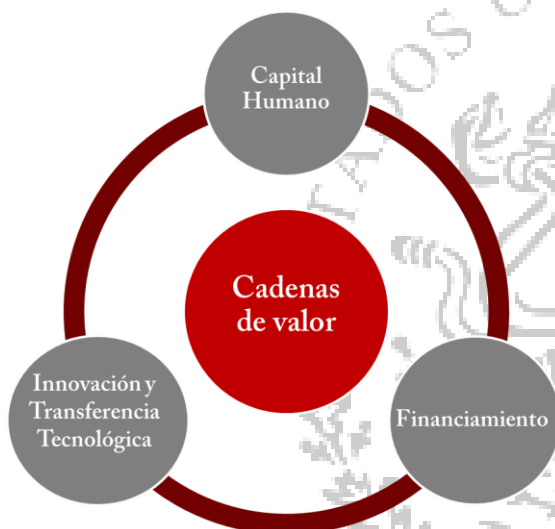 Capital
Humano
Cadenas
de valor
Innovación y
Transferencia
Tecnológica
Financiamiento